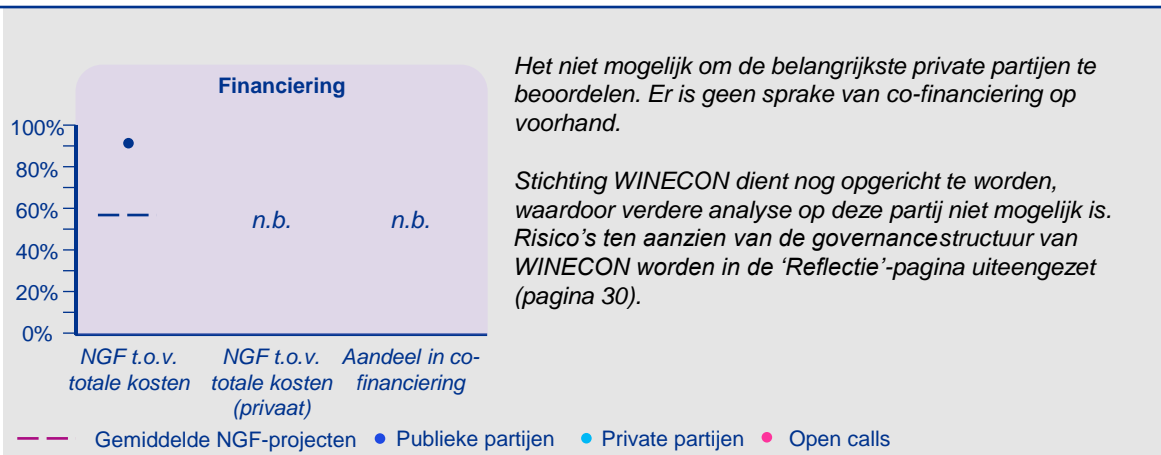 Financiering
100%
80%
60%
40%
20%
0%
n.b.
n.b.
NGF t.o.v.
totale kosten
NGF t.o.v.
totale kosten
(privaat)
Aandeel in co-
financiering
Gemiddelde NGF-projecten
Publieke partijen
Private partijen
Open calls
Het niet mogelijk om de belangrijkste private partijen te
beoordelen. Er is geen sprake van co-financiering op
voorhand.
Stichting WINECON dient nog opgericht te worden,
waardoor verdere analyse op deze partij niet mogelijk is.
Risico's ten aanzien van de governancestructuur van
WINECON worden in de ‘Reflectie’-pagina uiteengezet
(pagina 30).